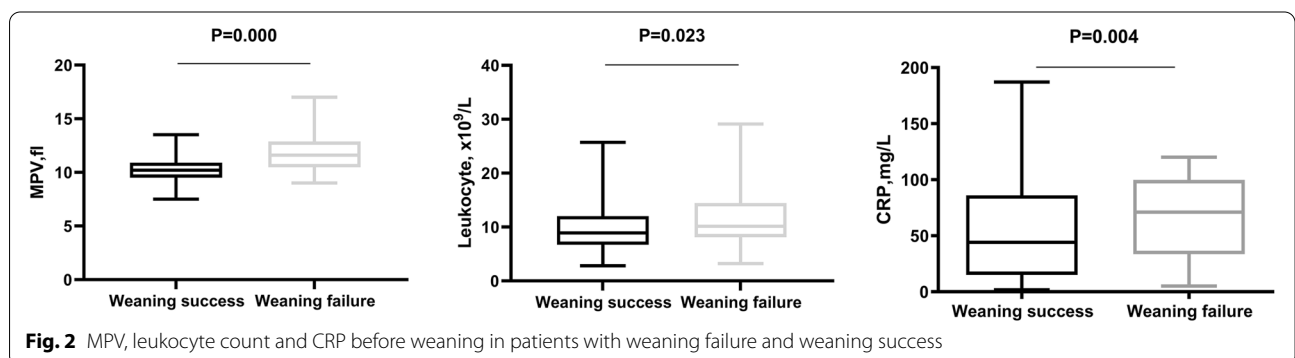 P=0.000
20
15
10
5
0
MPV,fl
Weaning success Weaning failure
P=0.023
40
30
20
10
0
Leukocyte, x10⁹/L
Weaning success Weaning failure
P=0.004
200
150
100
50
0
CRP,mg/L
Weaning success Weaning failure
Fig. 2 MPV, leukocyte count and CRP before weaning in patients with weaning failure and weaning success